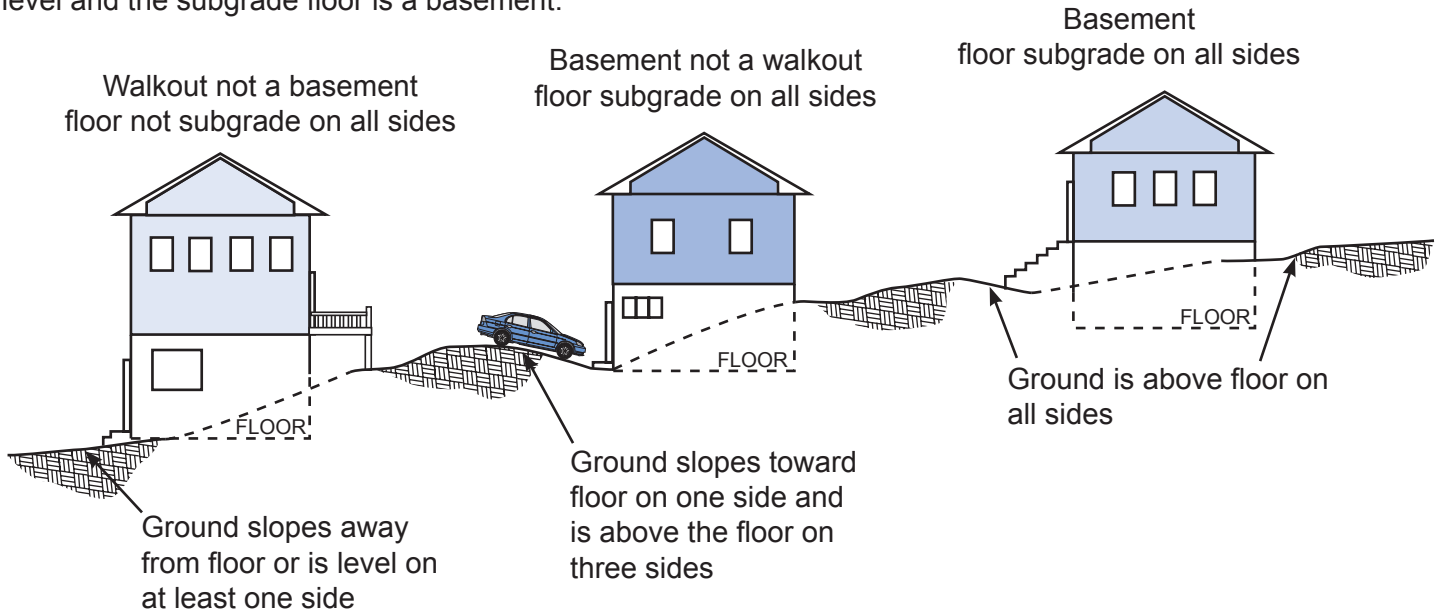 level and the subgrade floor is a basement.
Walkout not a basement
floor not subgrade on all sides
Basement not a walkout
floor subgrade on all sides
Basement
floor subgrade on all sides
FLOOR
FLOOR
FLOOR
Ground slopes away
from floor or is level on
at least one side
Ground slopes toward
floor on one side and
is above the floor on
three sides
Ground is above floor on
all sides